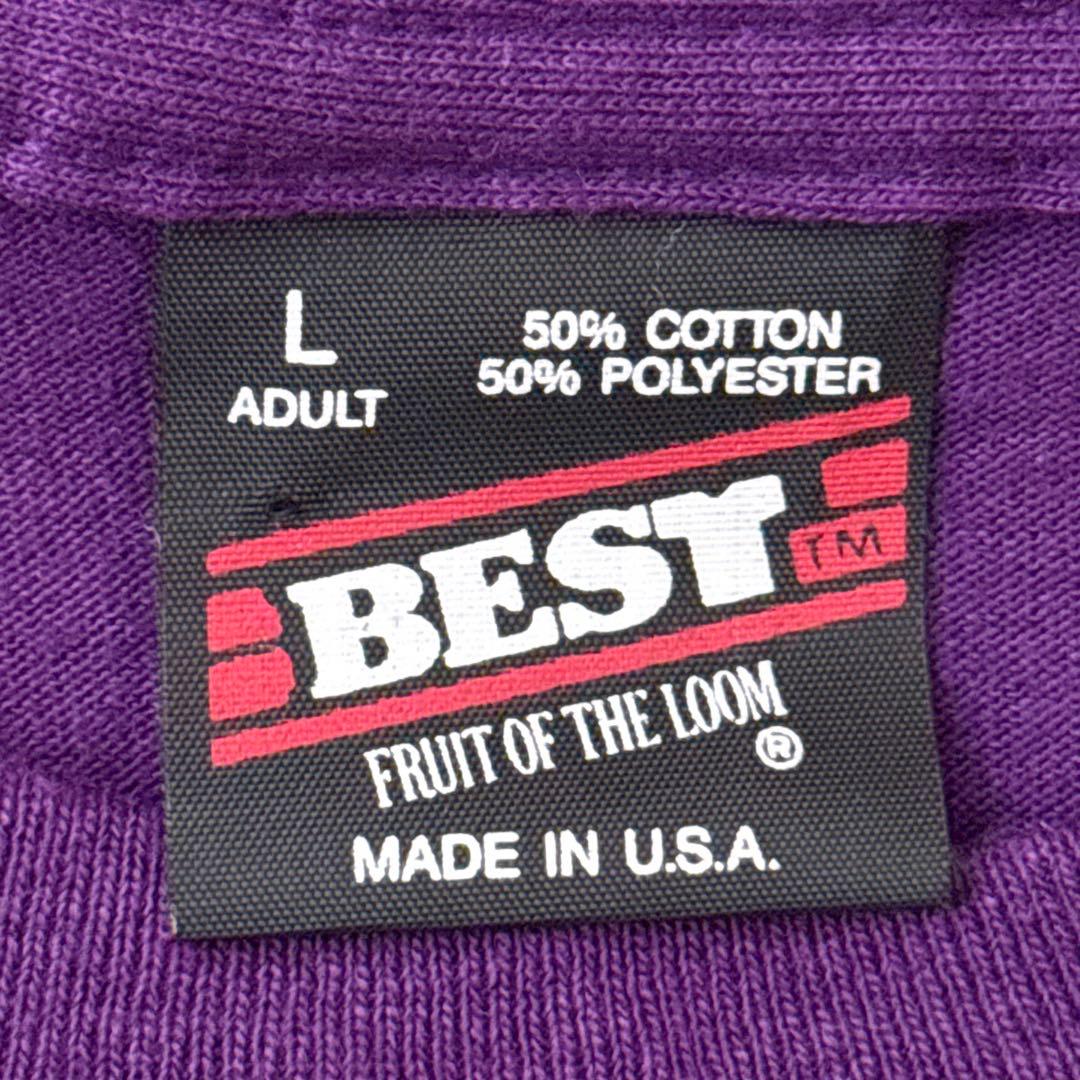 L
ADULT
50% COTTON
50% POLYESTER
BEST
TM
FRUIT OF THE LOOM
®
MADE IN U.S.A.